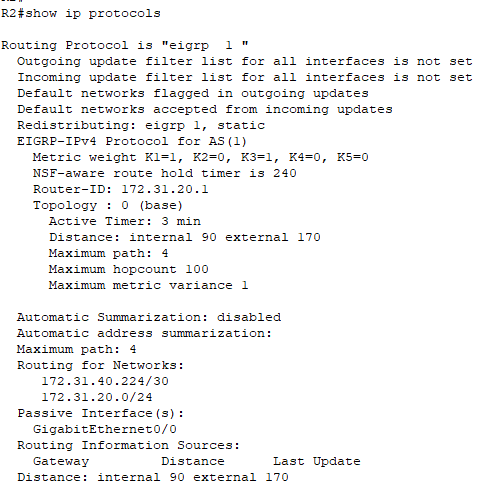 R2#show ip protocols
Routing Protocol is "eigrp  1 "
  Outgoing update filter list for all interfaces is not set
  Incoming update filter list for all interfaces is not set
  Default networks flagged in outgoing updates
  Default networks accepted from incoming updates
  Redistributing: eigrp 1, static
  EIGRP-IPv4 Protocol for AS(1)
    Metric weight K1=1, K2=0, K3=1, K4=0, K5=0
    NSF-aware route hold timer is 240
    Router-ID: 172.31.20.1
    Topology : 0 (base)
      Active Timer: 3 min
      Distance: internal 90 external 170
      Maximum path: 4
      Maximum hopcount 100
      Maximum metric variance 1
  Automatic Summarization: disabled
  Automatic address summarization:
  Maximum path: 4
  Routing for Networks:
     172.31.40.224/30
     172.31.20.0/24
  Passive Interface(s):
    GigabitEthernet0/0
  Routing Information Sources:
    Gateway         Distance      Last Update
  Distance: internal 90 external 170